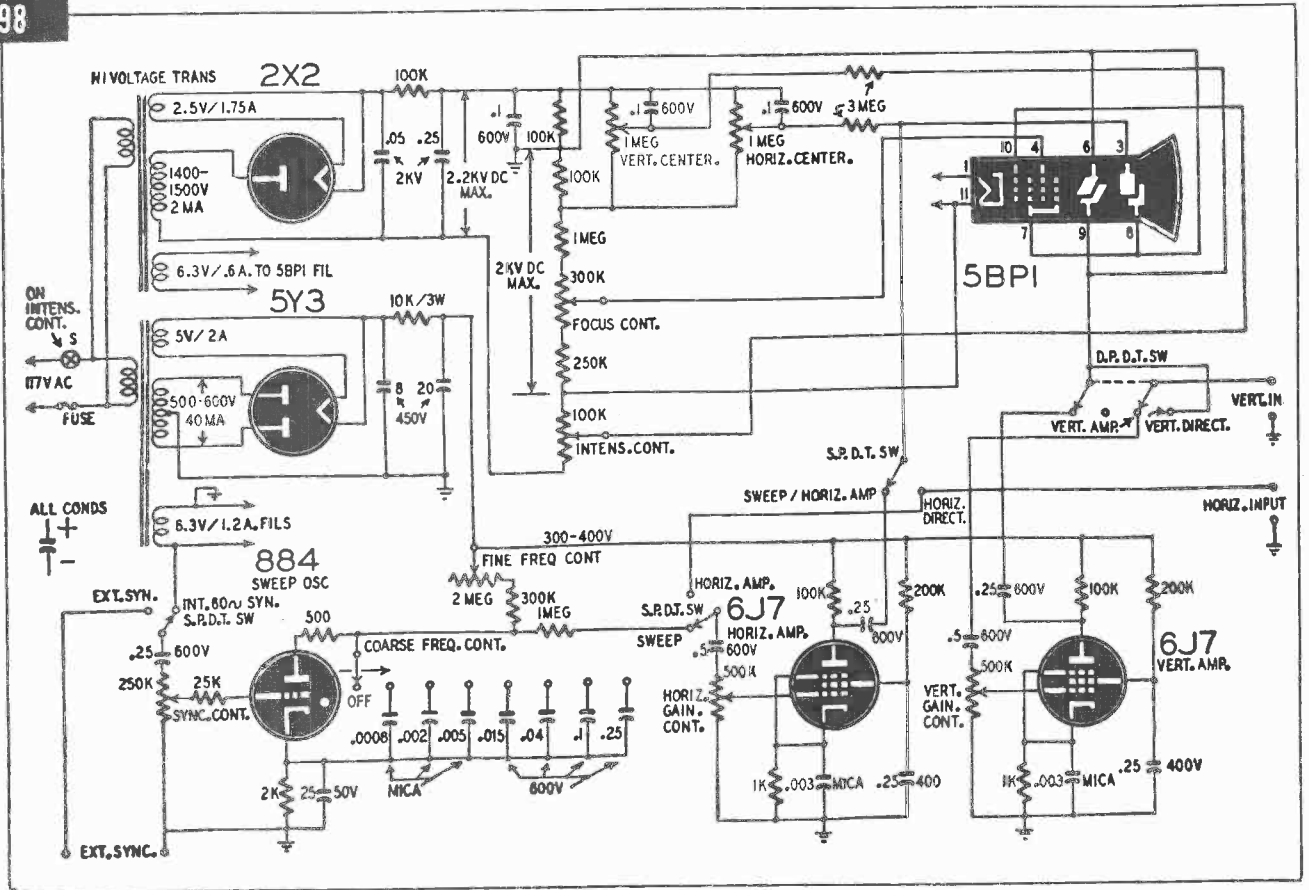 98
HI VOLTAGE TRANS
2X2
2.5V/1.75A
100K
.05
.25
2KV
2.2KV DC
MAX.
.1
600V
100K
.1
600V
1 MEG
VERT. CENTER.
.1
600V
1 MEG
HORIZ. CENTER.
3 MEG
10
4
6
3
1
11
7
9
8
5BP1
1400-
1500V
2 MA
100K
1MEG
2KV DC
MAX.
300K
FOCUS CONT.
250K
100K
INTENS. CONT.
6.3V/.6A. TO 5BP1 FIL
5Y3
ON
INTENS.
CONT.
S
117V AC
FUSE
5V/2A
10K/3W
500-600V
40MA
8
20
450V
D.P.D.T. SW
VERT. AMP.
VERT. DIRECT.
VERT. IN
S.P.D.T. SW
SWEEP / HORIZ. AMP
HORIZ.
DIRECT.
HORIZ. INPUT
ALL CONDS
+
-
6.3V/1.2A. FILS
884
SWEEP OSC
300-400V
FINE FREQ CONT
2 MEG
300K
1MEG
HORIZ. AMP.
S.P.D.T. SW
SWEEP
6J7
HORIZ. AMP.
100K
.25
600V
200K
.25
600V
100K
200K
6J7
VERT. AMP.
EXT. SYN.
INT. 60~ SYN.
S.P.D.T. SW
500
COARSE FREQ. CONT.
OFF
.25
600V
250K
25K
SYNC. CONT.
.5
600V
500K
HORIZ.
GAIN.
CONT.
.5
600V
500K
VERT.
GAIN.
CONT.
.0008
.002
.005
.015
.04
.1
.25
MICA
600V
2K
25
50V
1K
.003
MICA
.25
400
1K
.003
MICA
.25
400V
EXT. SYNC.